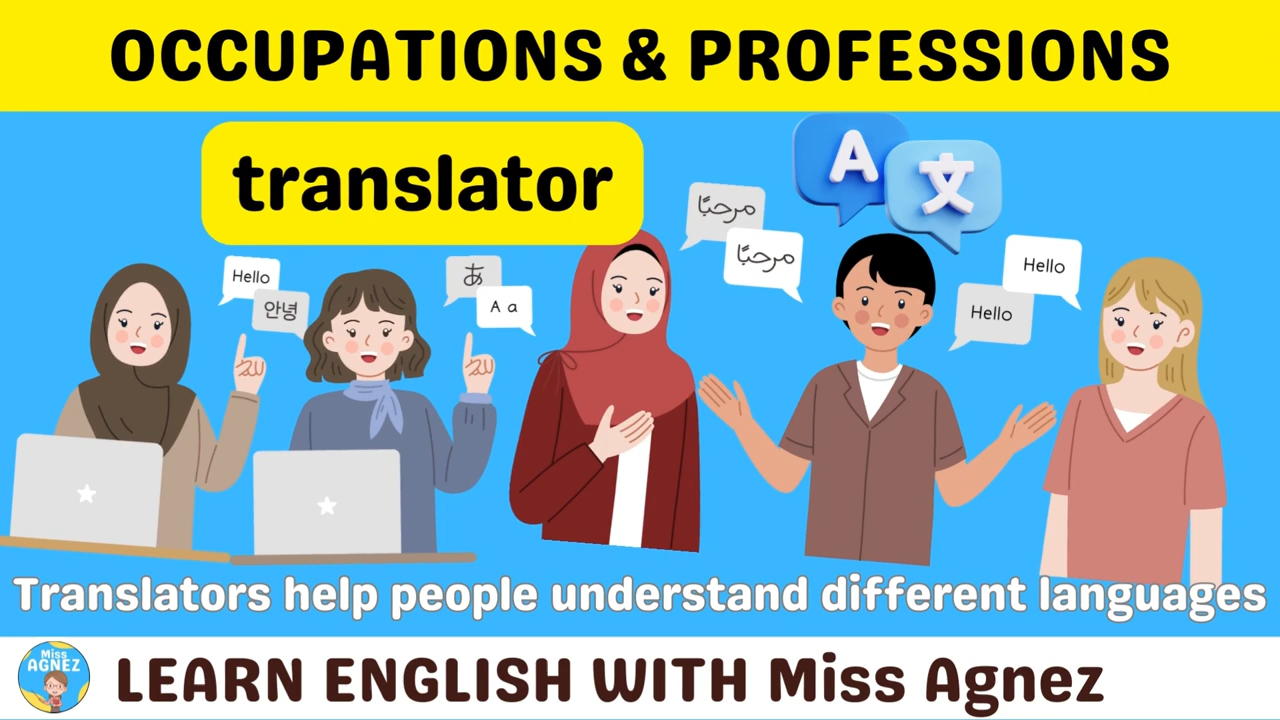 OCCUPATIONS & PROFESSIONS
translator
A
文
مرحبًا
مرحبًا
Hello
안녕
あ
A a
Hello
Hello
Translators help people understand different languages
Miss
AGNEZ
LEARN ENGLISH WITH Miss Agnez